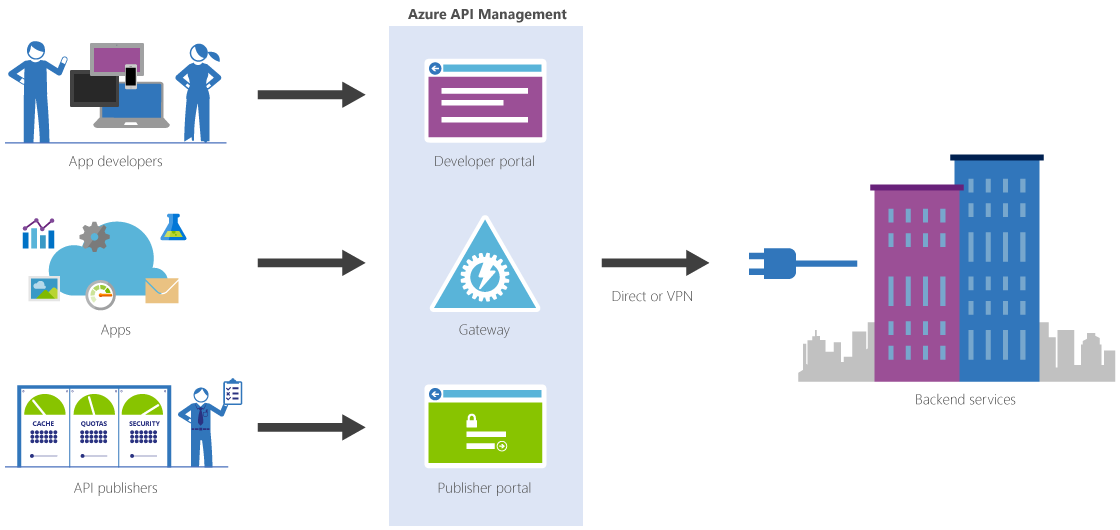 Azure API Management
App developers
Developer portal
Apps
Gateway
Direct or VPN
Backend services
CACHE
QUOTAS
SECURITY
API publishers
Publisher portal